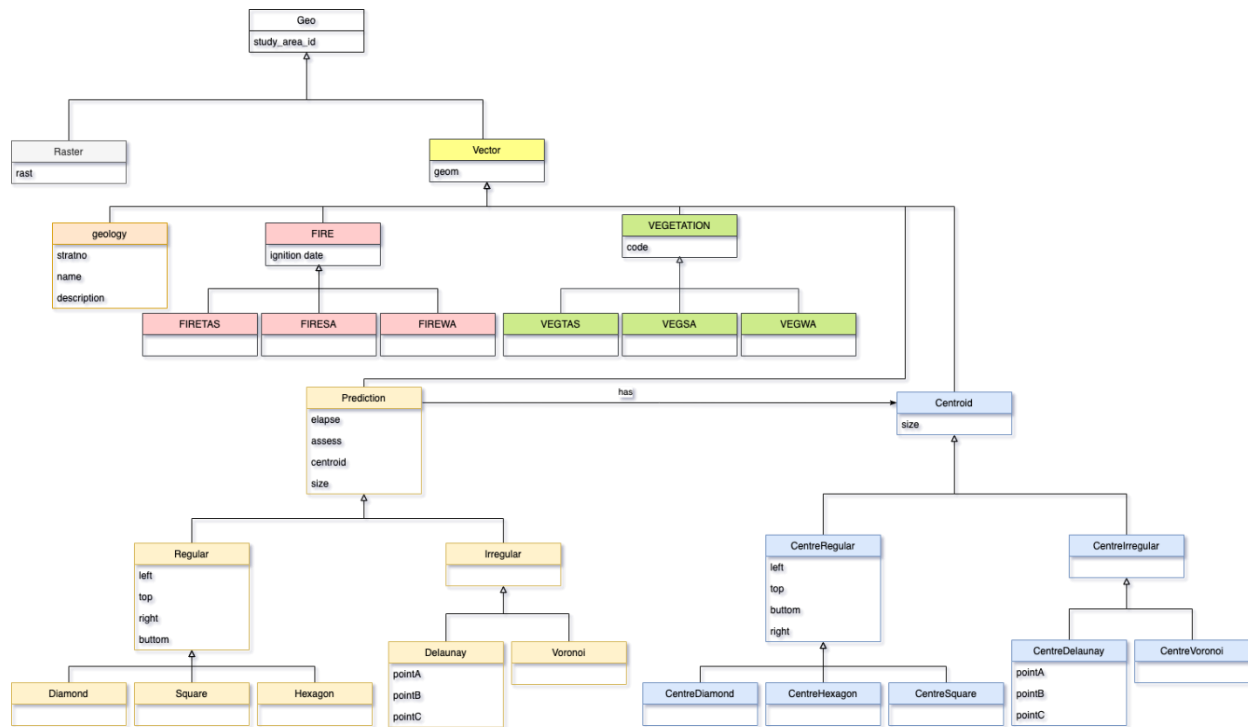 Geo
study_area_id
Raster
rast
Vector
geom
geology
stratno
name
description
FIRE
ignition date
VEGETATION
code
FIRETAS
FIRESA
FIREWA
VEGTAS
VEGSA
VEGWA
Prediction
elapse
assess
centroid
size
has
Centroid
size
Regular
left
top
right
buttom
Irregular
CentreRegular
left
top
buttom
right
CentreIrregular
Delaunay
pointA
pointB
pointC
Voronoi
CentreDelaunay
pointA
pointB
pointC
CentreVoronoi
Diamond
Square
Hexagon
CentreDiamond
CentreHexagon
CentreSquare